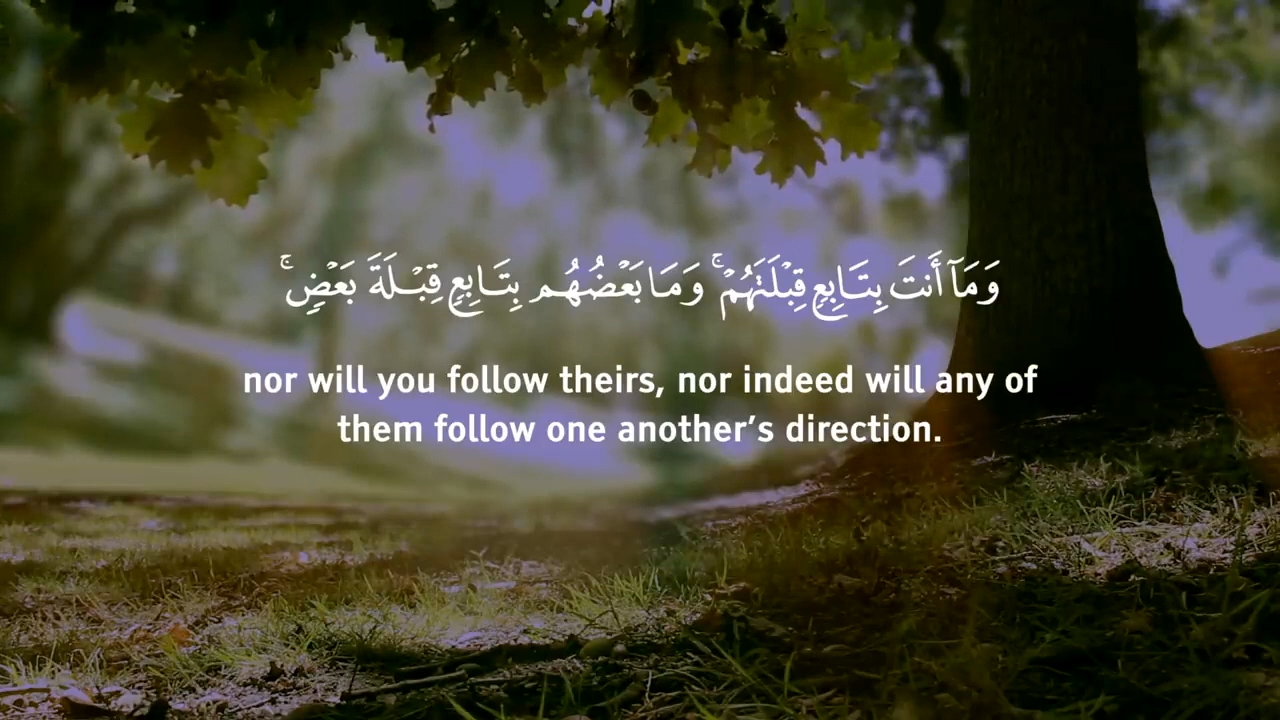 وَمَآ أَنتَ بِتَابِعٍ قِبْلَتَهُمْ ۚ وَمَا بَعْضُهُم بِتَابِعٍ قِبْلَةَ بَعْضٍ ۚ
nor will you follow theirs, nor indeed will any of
them follow one another’s direction.